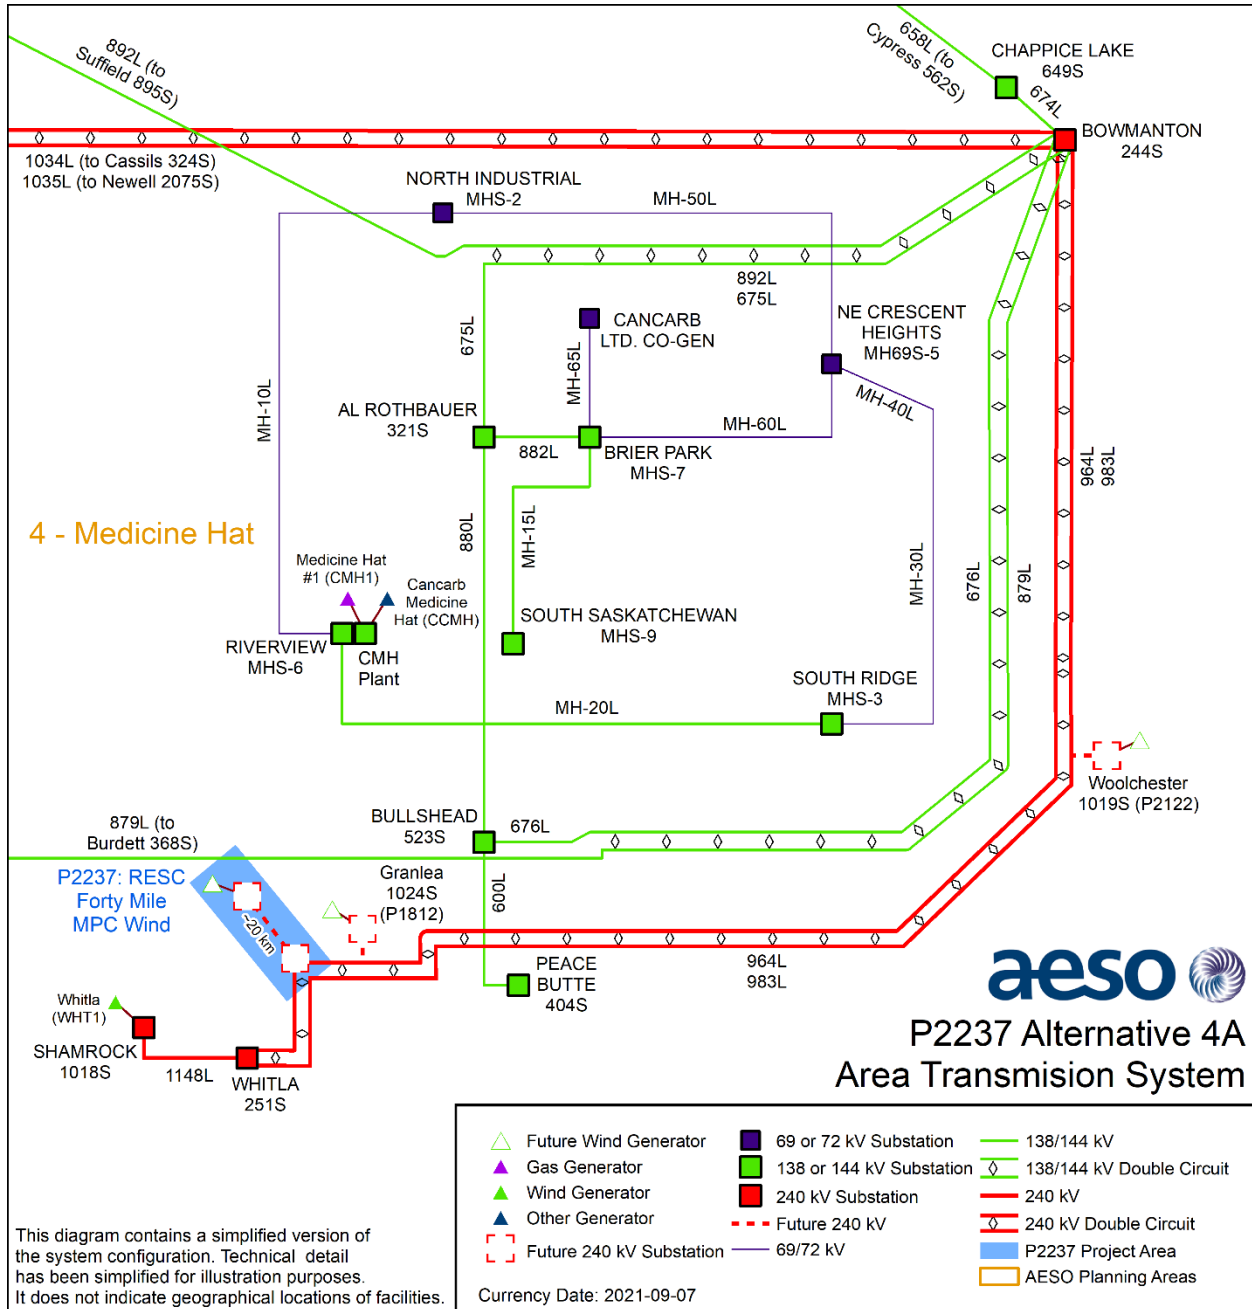 892L (to
Suffield 895S)
658L (to
Cypress 562S)
CHAPPICE LAKE
649S
674L
BOWMANTON
244S
1034L (to Cassils 324S)
1035L (to Newell 2075S)
NORTH INDUSTRIAL
MHS-2
MH-50L
892L
675L
CANCARB
LTD. CO-GEN
NE CRESCENT
HEIGHTS
MH69S-5
675L
MH-65L
MH-10L
MH-40L
AL ROTHBAUER
321S
882L
MH-60L
BRIER PARK
MHS-7
964L
983L
4 - Medicine Hat
880L
MH-15L
MH-30L
676L
879L
Medicine Hat
#1 (CMH1)
Cancarb
Medicine
Hat (CCMH)
SOUTH SASKATCHEWAN
MHS-9
RIVERVIEW
MHS-6
CMH
Plant
SOUTH RIDGE
MHS-3
MH-20L
Woolchester
1019S (P2122)
BULLSHEAD
523S
676L
879L (to
Burdett 368S)
P2237: RESC
Forty Mile
MPC Wind
~20 km
Granlea
1024S
(P1812)
600L
964L
983L
PEACE
BUTTE
404S
Whitla
(WHT1)
SHAMROCK
1018S
1148L
WHITLA
251S
aeso
P2237 Alternative 4A
Area Transmision System
Future Wind Generator
Gas Generator
Wind Generator
Other Generator
Future 240 kV Substation
69 or 72 kV Substation
138 or 144 kV Substation
240 kV Substation
Future 240 kV
69/72 kV
138/144 kV
138/144 kV Double Circuit
240 kV
240 kV Double Circuit
P2237 Project Area
AESO Planning Areas
Currency Date: 2021-09-07
This diagram contains a simplified version of
the system configuration. Technical detail
has been simplified for illustration purposes.
It does not indicate geographical locations of facilities.